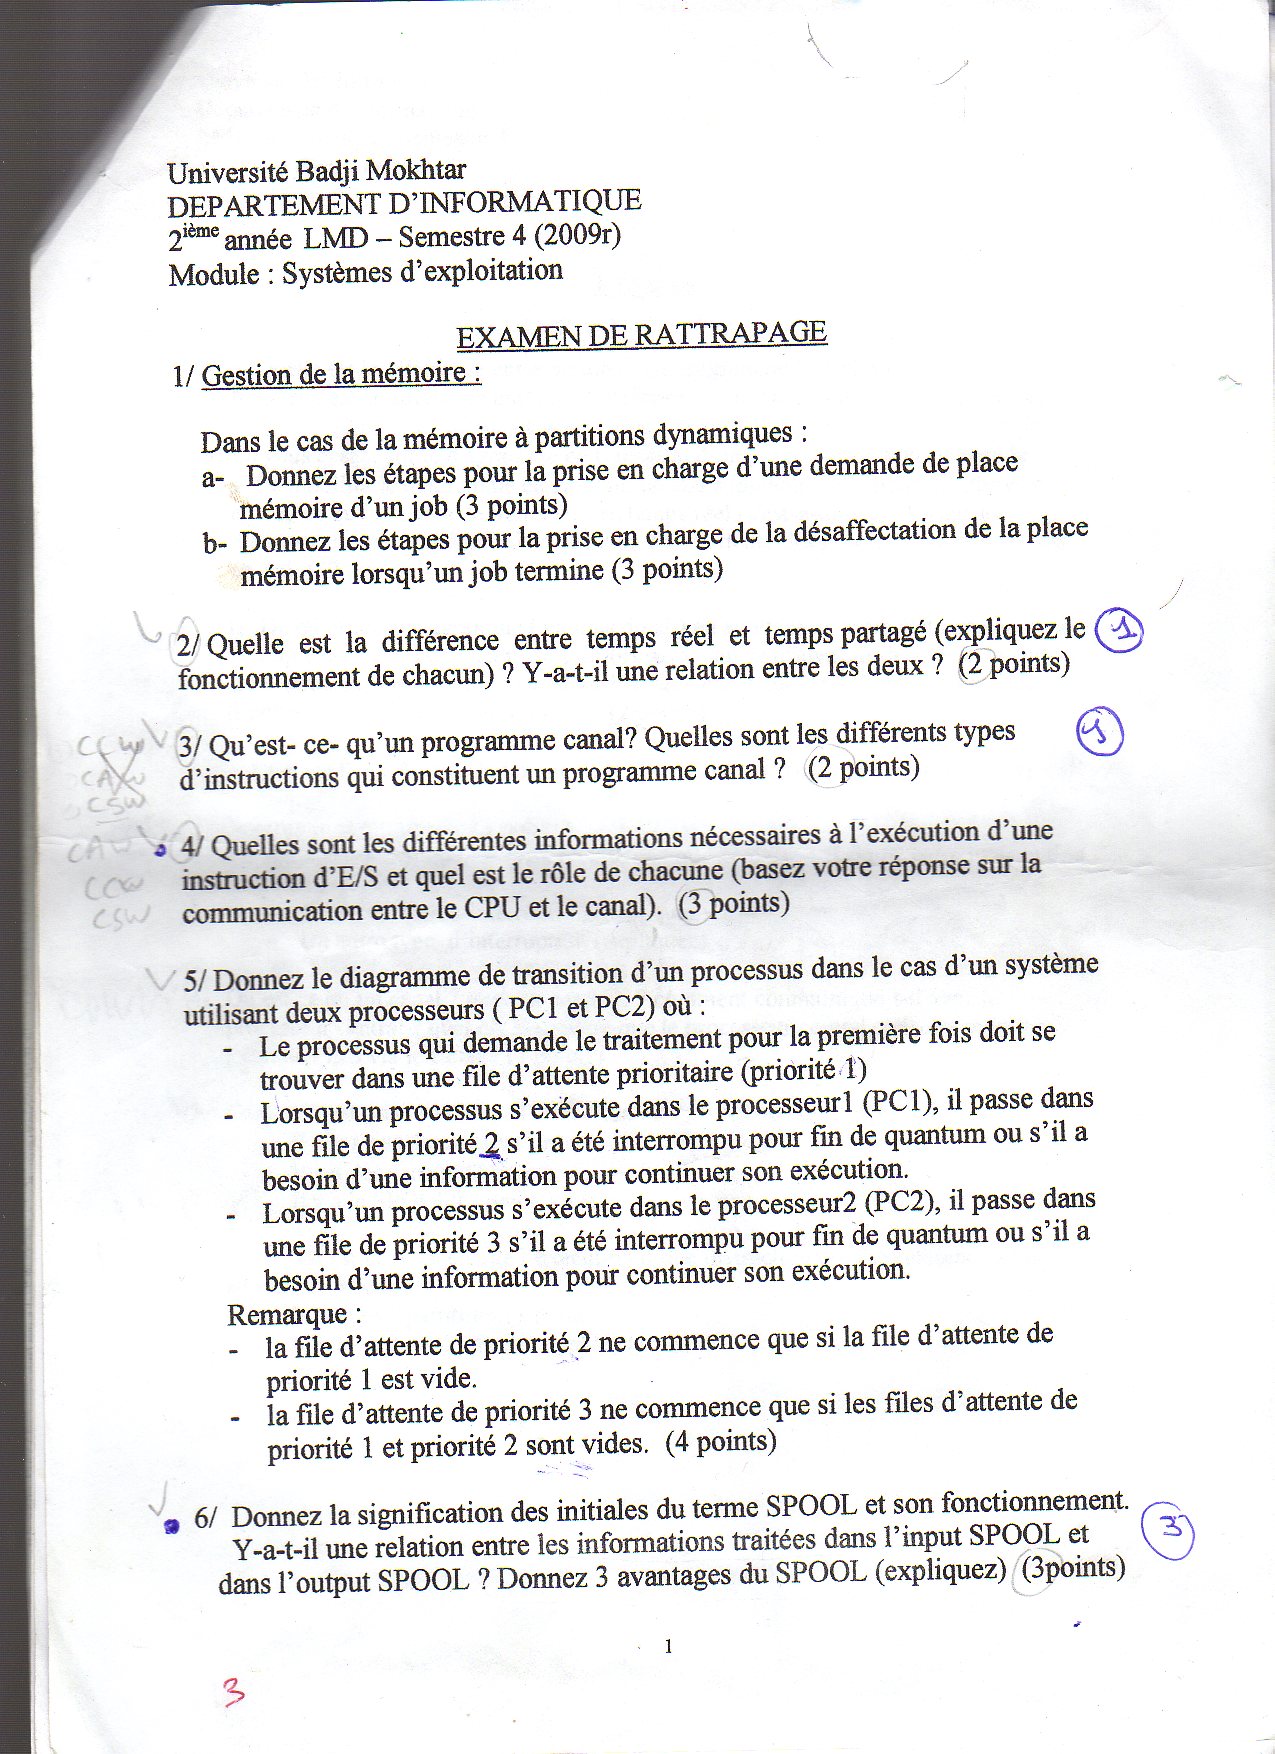 Université Badji Mokhtar
DEPARTEMENT D'INFORMATIQUE
2ième année LMD – Semestre 4 (2009r)
Module : Systèmes d'exploitation
EXAMEN DE RATTRAPAGE
1/ Gestion de la mémoire :
Dans le cas de la mémoire à partitions dynamiques :
a- Donnez les étapes pour la prise en charge d'une demande de place
mémoire d'un job (3 points)
b- Donnez les étapes pour la prise en charge de la désaffectation de la place
mémoire lorsqu'un job termine (3 points)
2/ Quelle est la différence entre temps réel et temps partagé (expliquez le
1
fonctionnement de chacun) ? Y-a-t-il une relation entre les deux ? (2 points)
CCW
3/ Qu'est- ce- qu'un programme canal? Quelles sont les différents types
CAW
d'instructions qui constituent un programme canal ? (2 points)
CSW
CAW
4/ Quelles sont les différentes informations nécessaires à l'exécution d'une
CCW
instruction d'E/S et quel est le rôle de chacune (basez votre réponse sur la
CSW
communication entre le CPU et le canal). (3 points)
5/ Donnez le diagramme de transition d'un processus dans le cas d'un système
utilisant deux processeurs ( PC1 et PC2) où :
- Le processus qui demande le traitement pour la première fois doit se
trouver dans une file d'attente prioritaire (priorité 1)
- Lorsqu'un processus s'exécute dans le processeur1 (PC1), il passe dans
une file de priorité 2 s'il a été interrompu pour fin de quantum ou s'il a
besoin d'une information pour continuer son exécution.
- Lorsqu'un processus s'exécute dans le processeur2 (PC2), il passe dans
une file de priorité 3 s'il a été interrompu pour fin de quantum ou s'il a
besoin d'une information pour continuer son exécution.
Remarque :
- la file d'attente de priorité 2 ne commence que si la file d'attente de
priorité 1 est vide.
- la file d'attente de priorité 3 ne commence que si les files d'attente de
priorité 1 et priorité 2 sont vides. (4 points)
6/ Donnez la signification des initiales du terme SPOOL et son fonctionnement.
3
Y-a-t-il une relation entre les informations traitées dans l'input SPOOL et
dans l'output SPOOL ? Donnez 3 avantages du SPOOL (expliquez) (3points)
1
3